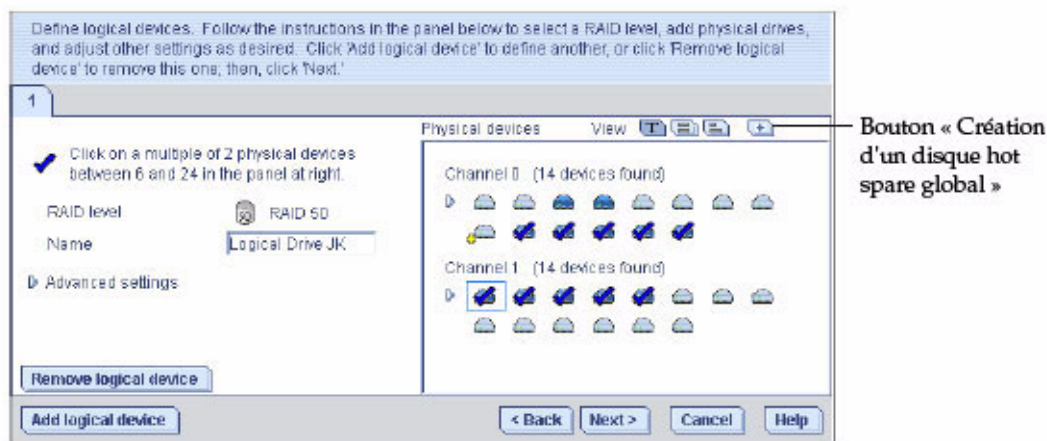 Define logical devices. Follow the instructions in the panel below to select a RAID level, add physical drives,
and adjust other settings as desired. Click 'Add logical device' to define another, or click 'Remove logical
device' to remove this one; then, click 'Next.'
1
Physical devices View T
Click on a multiple of 2 physical devices
between 6 and 24 in the panel at right.
RAID level 50 RAID 50
Name Logical Drive JK
Advanced settings
Channel 0 (14 devices found)
Channel 1 (14 devices found)
Bouton « Création
d'un disque hot
spare global »
Remove logical device
Add logical device < Back Next > Cancel Help